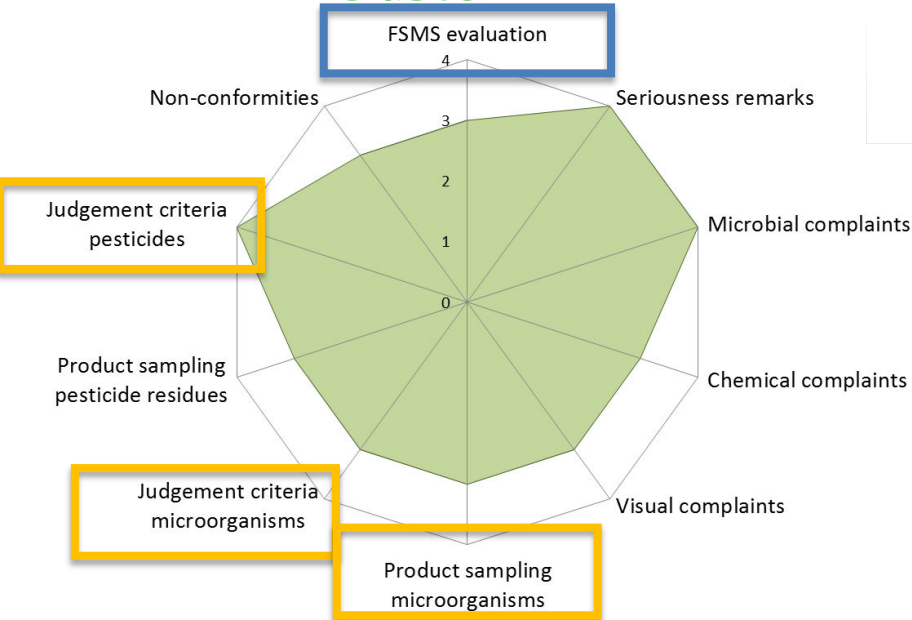 FSMS evaluation
4
Non-conformities
Seriousness remarks
3
2
Judgement criteria
pesticides
Microbial complaints
1
0
Product sampling
pesticide residues
Chemical complaints
Judgement criteria
microorganisms
Visual complaints
Product sampling
microorganisms